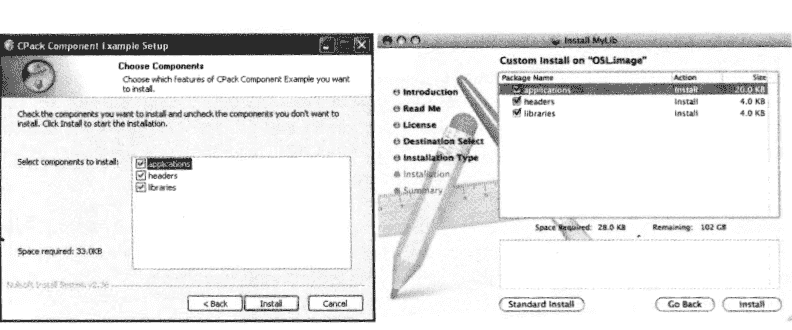 CPack Component Example Setup
Choose Components
Choose which features of CPack Component Example you want
to install.
Check the components you want to install and uncheck the components you don't want to
install. Click Install to start the installation.
Select components to install:
applications
headers
libraries
Space required: 33.0KB
Nullsoft Install System v2.36
< Back
Install
Cancel
Install MyLib
Custom Install on "OSLimage"
Introduction
Read Me
License
Destination Select
Installation Type
Installation
Summary
Package Name Action Size
applications Install 20.0 KB
headers Install 4.0 KB
libraries Install 4.0 KB
Space Required: 28.0 KB Remaining: 102 GB
Standard Install
Go Back
Install